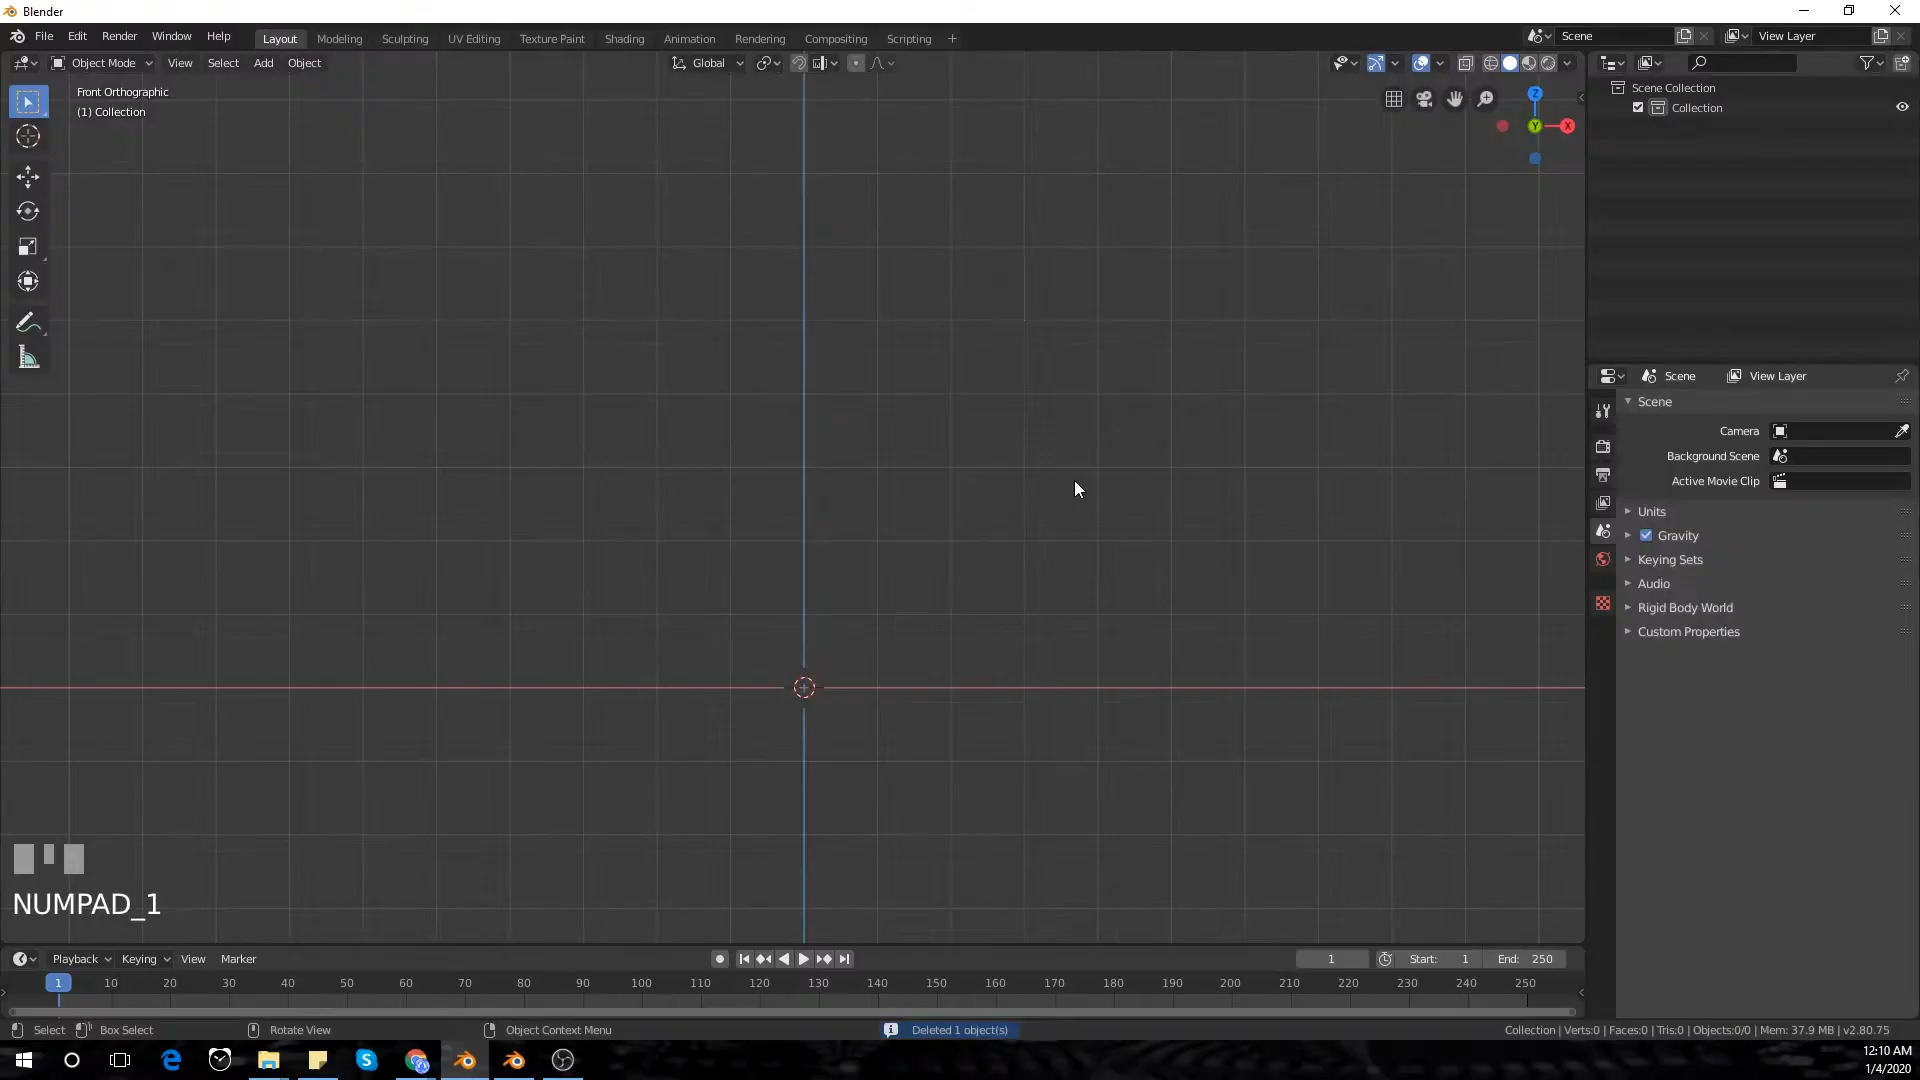 Blender
File Edit Render Window Help Layout Modeling Sculpting UV Editing Texture Paint Shading Animation Rendering Compositing Scripting + Scene View Layer
Object Mode View Select Add Object Global
Front Orthographic
(1) Collection
Z
Y
X
Scene Collection
Collection
Scene View Layer
Scene
Camera
Background Scene
Active Movie Clip
Units
Gravity
Keying Sets
Audio
Rigid Body World
Custom Properties
NUMPAD_1
Playback Keying View Marker 1 Start: 1 End: 250
1 10 20 30 40 50 60 70 80 90 100 110 120 130 140 150 160 170 180 190 200 210 220 230 240 250
Select Box Select Rotate View Object Context Menu Deleted 1 object(s) Collection | Verts:0 | Faces:0 | Tris:0 | Objects:0/0 | Mem: 37.9 MB | v2.80.75
12:10 AM
1/4/2020